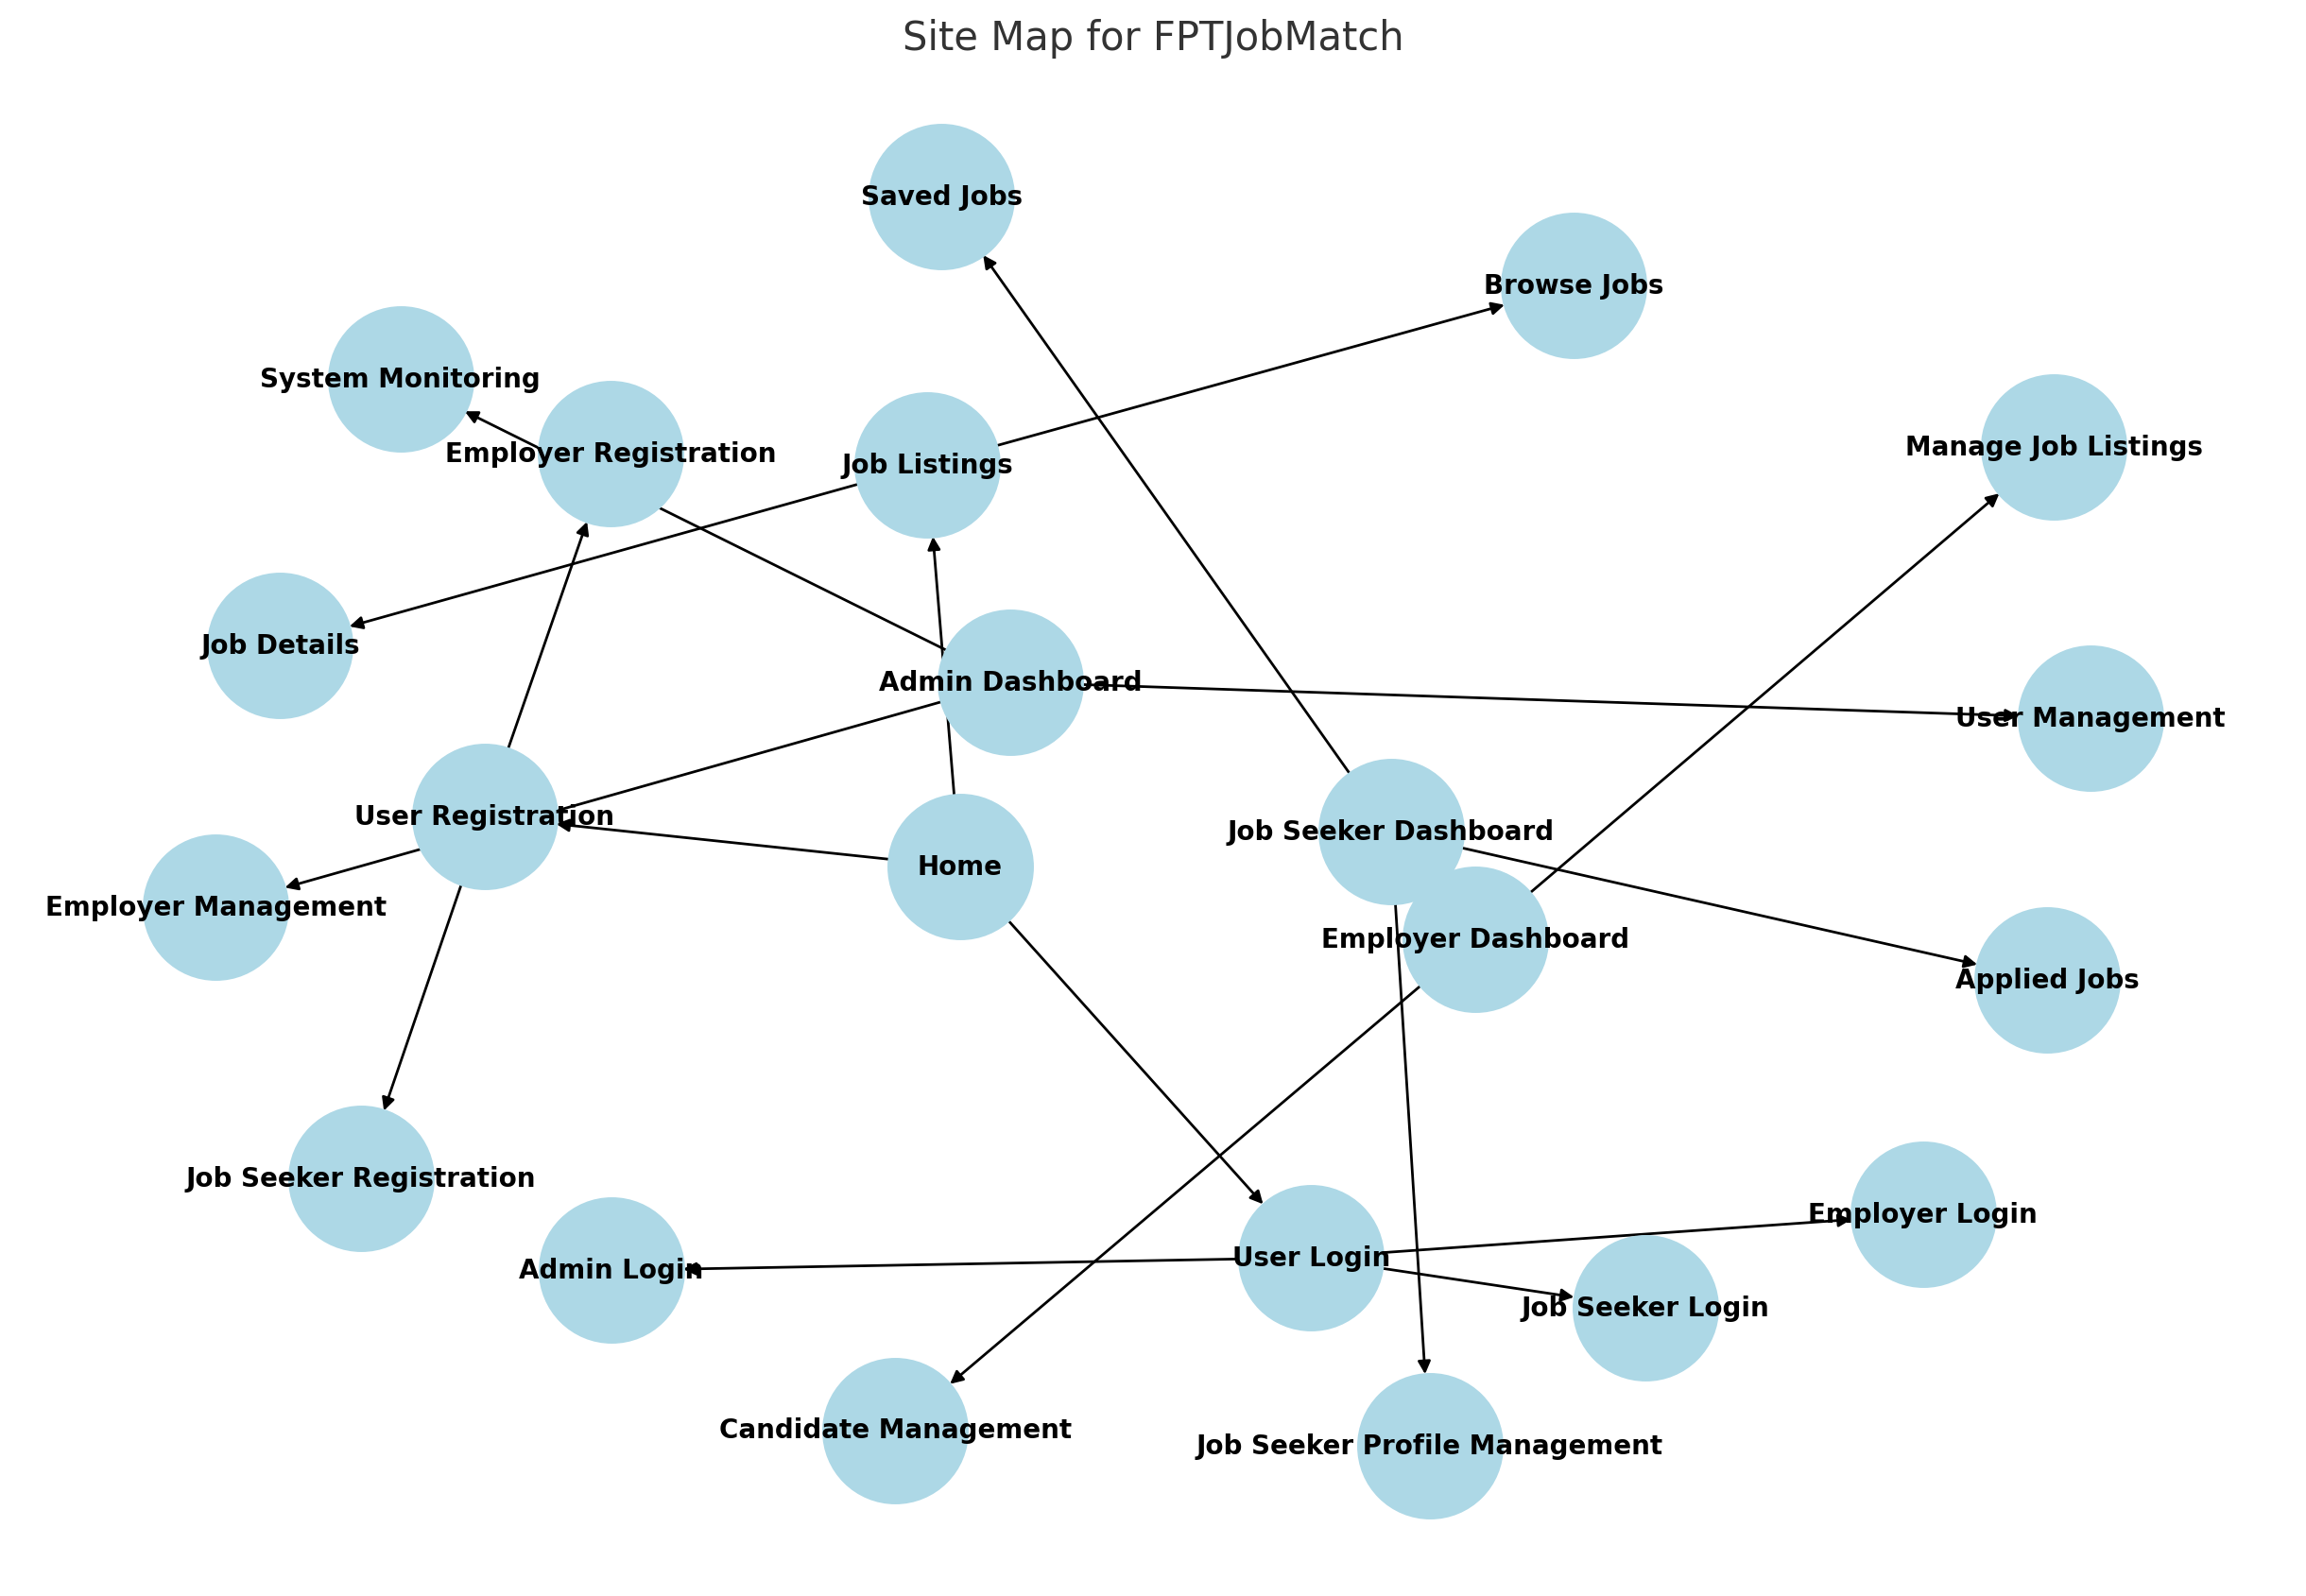 Site Map for FPTJobMatch
Saved Jobs
Browse Jobs
System Monitoring
Manage Job Listings
Employer Registration
Job Listings
Job Details
Admin Dashboard
User Management
User Registration
Job Seeker Dashboard
Home
Employer Management
Employer Dashboard
Applied Jobs
Job Seeker Registration
Employer Login
User Login
Admin Login
Job Seeker Login
Candidate Management
Job Seeker Profile Management